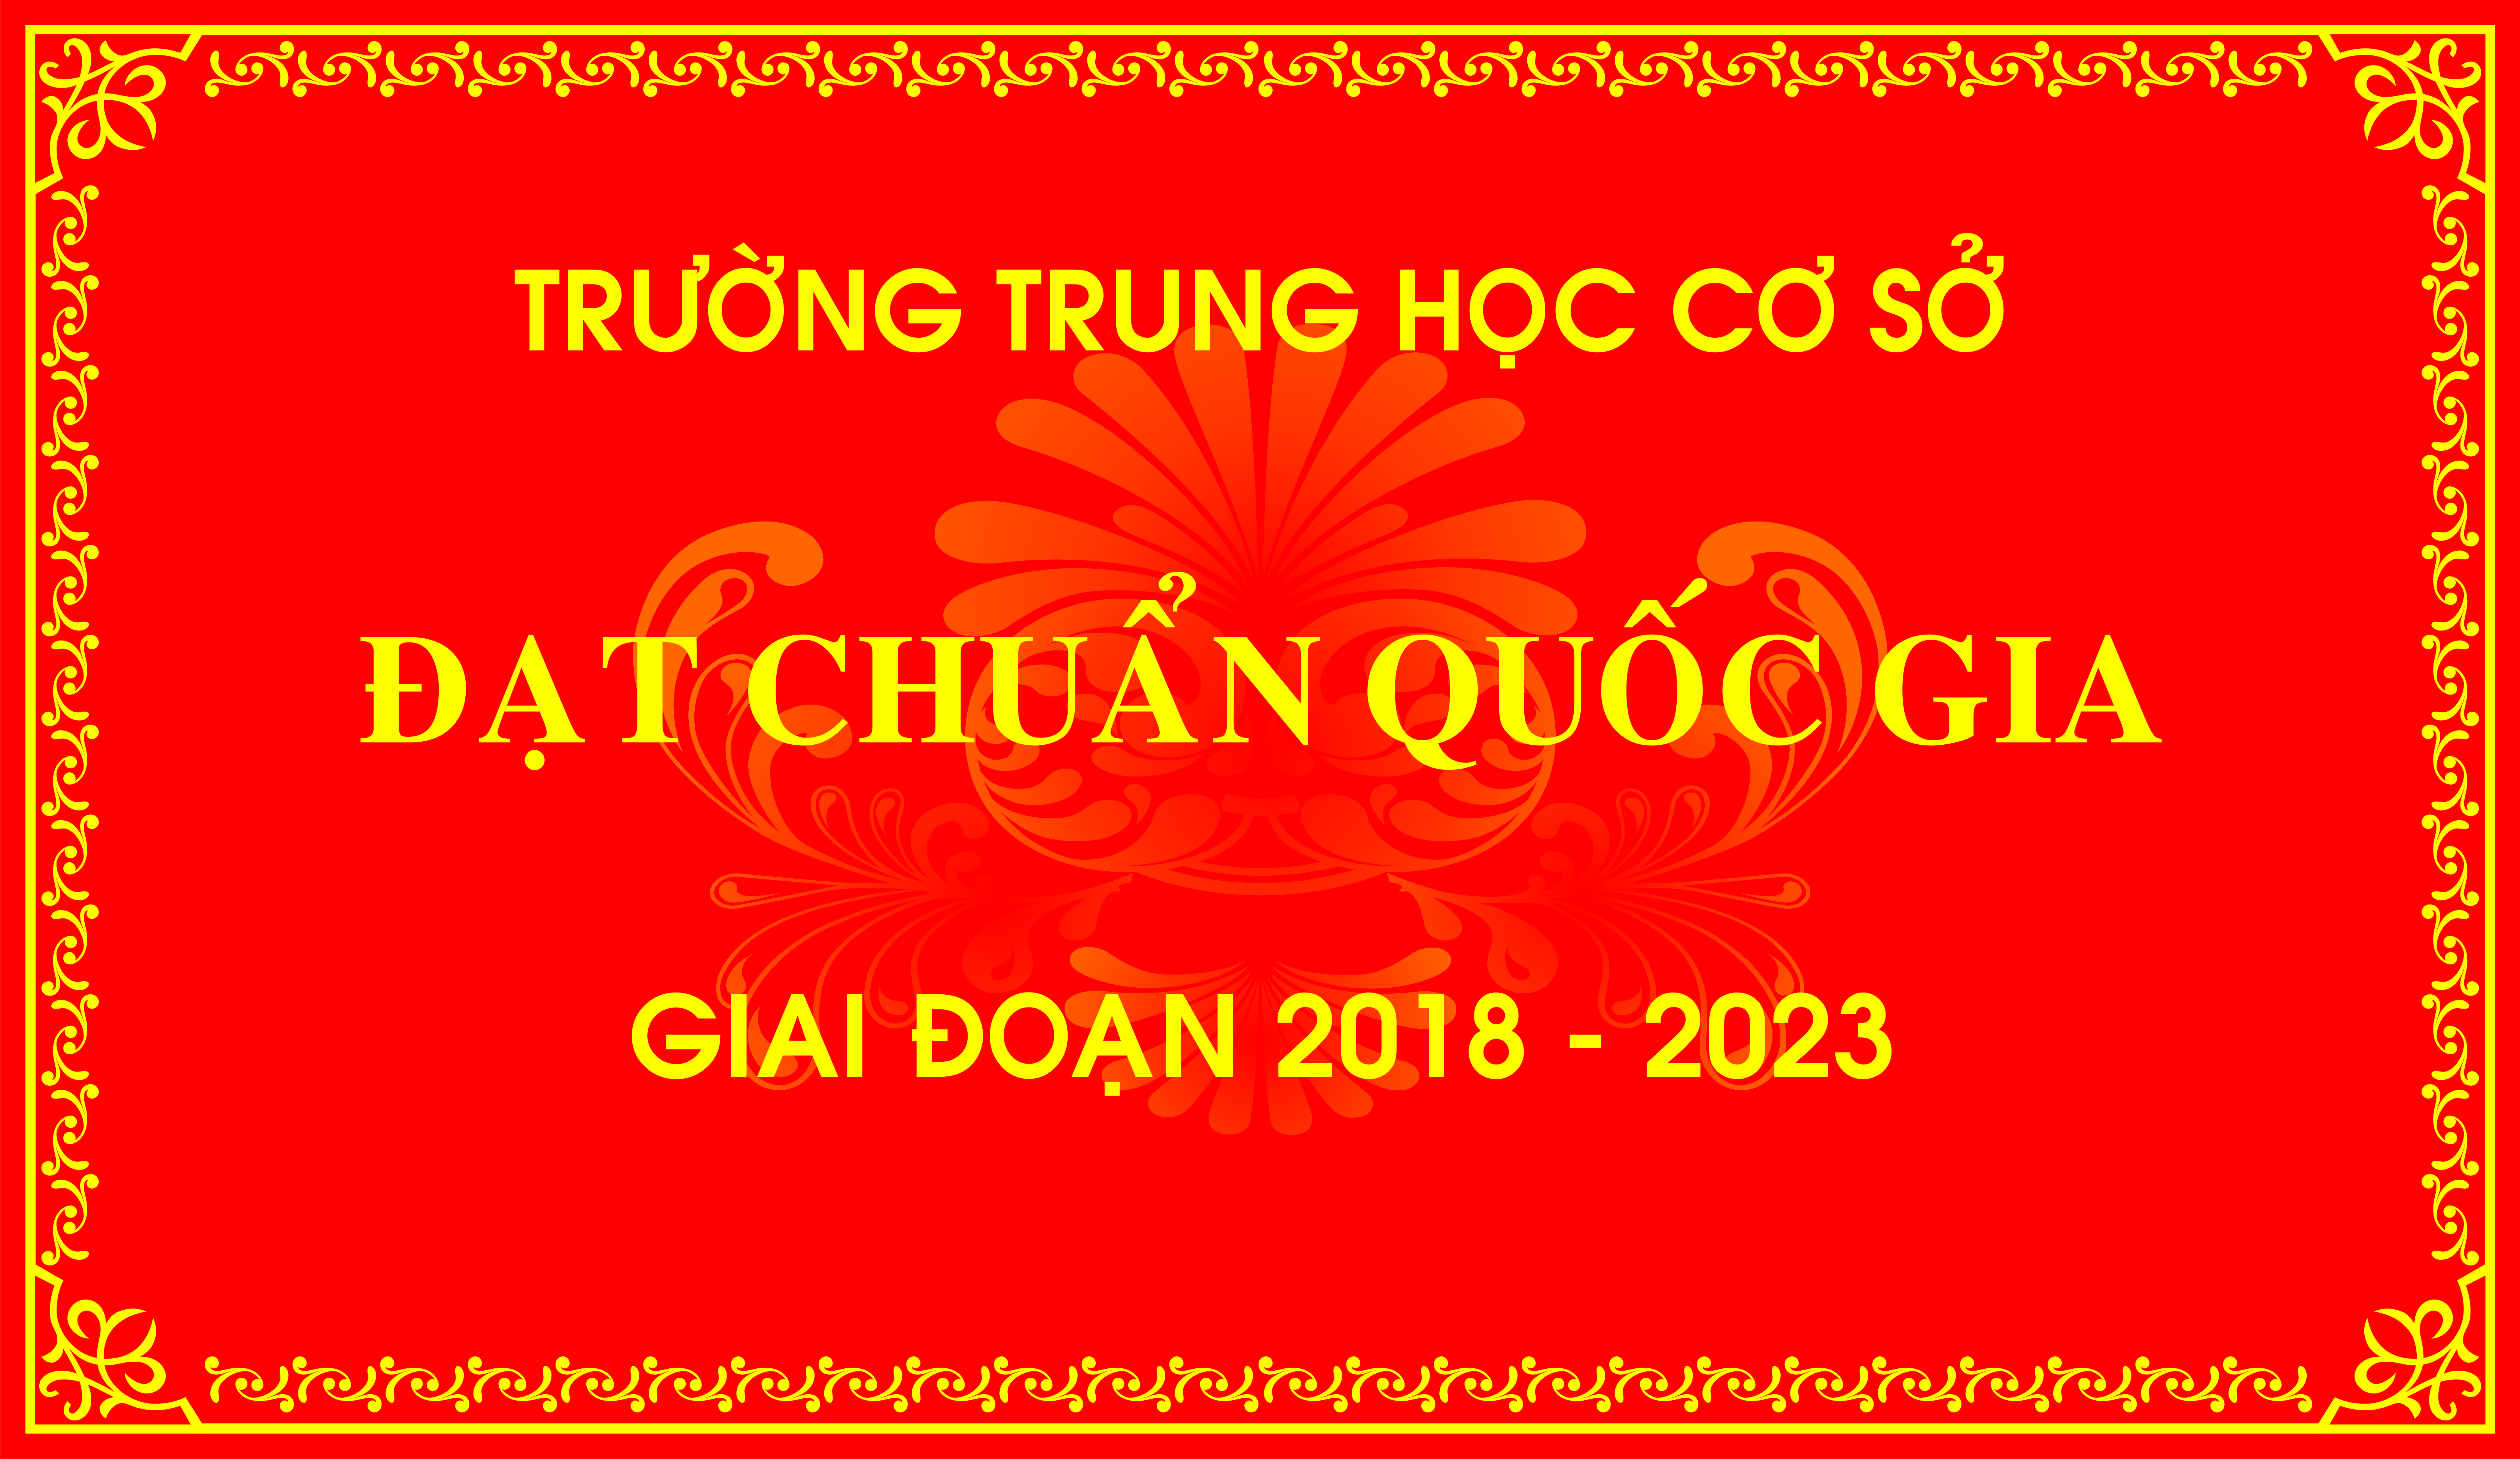 TRƯỜNG TRUNG HỌC CƠ SỞ
ĐẠT CHUẨN QUỐC GIA
GIAI ĐOẠN 2018 - 2023